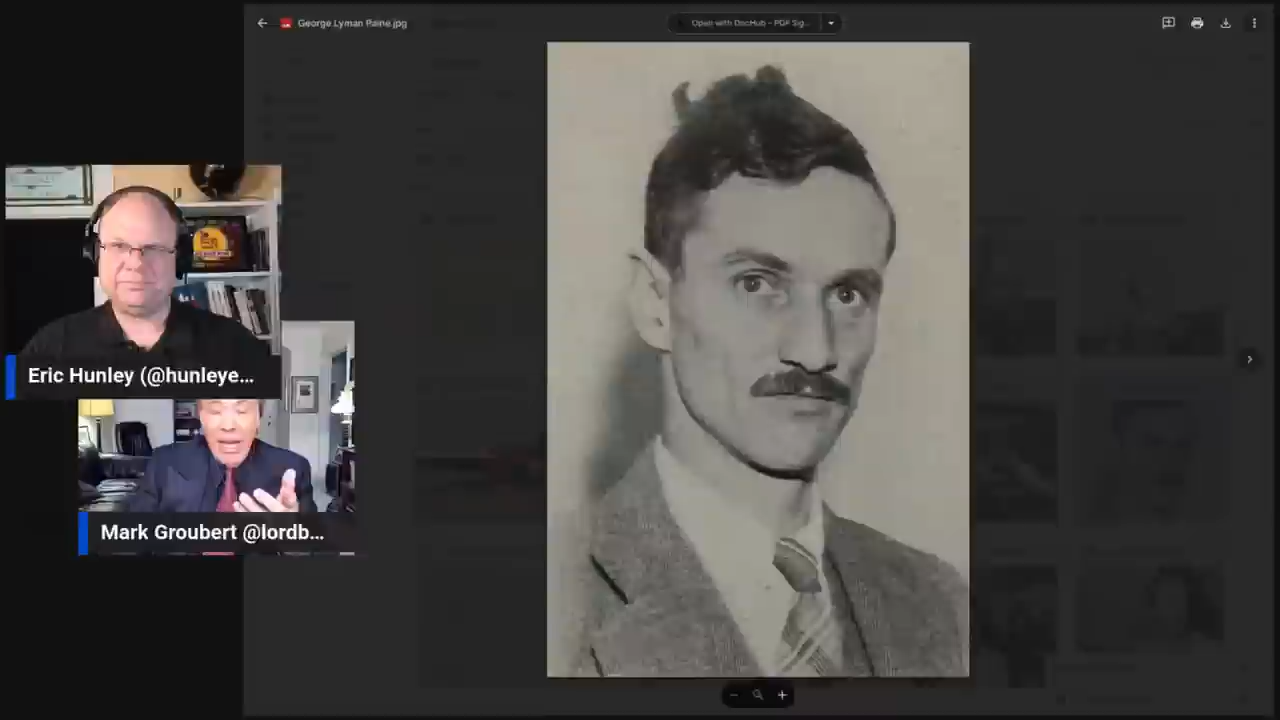 George Lyman Paine.jpg
Open with DocHub - PDF Sig...
Eric Hunley (@hunleye...
Mark Groubert @lordb...